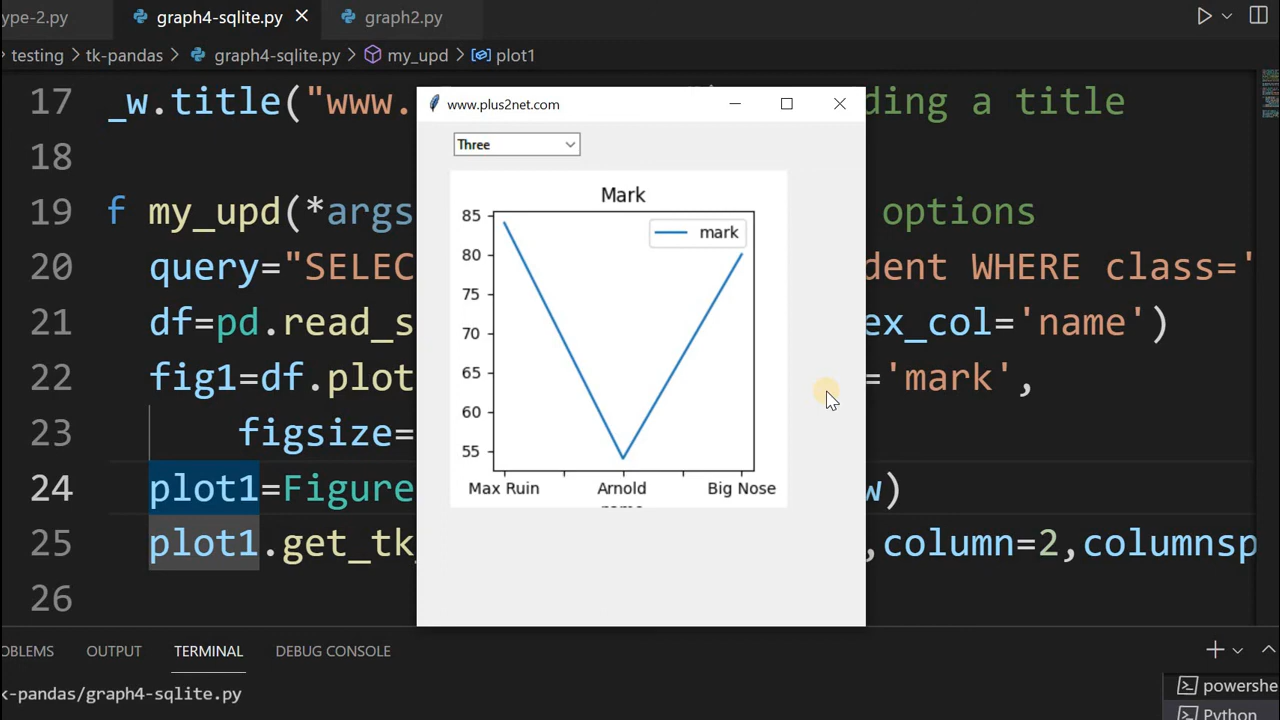 ype-2.py graph4-sqlite.py graph2.py
testing > tk-pandas > graph4-sqlite.py > my_upd > plot1
17 _w.title("www. ding a title
18
19 f my_upd(*args options
20 query="SELEC dent WHERE class='
21 df=pd.read_s ex_col='name')
22 fig1=df.plot ='mark',
23 figsize=
24 plot1=Figure w)
25 plot1.get_tk ,column=2,columnsp
26
www.plus2net.com
Three
Mark
mark
85
80
75
70
65
60
55
Max Ruin Arnold Big Nose
OBLEMS OUTPUT TERMINAL DEBUG CONSOLE
k-pandas/graph4-sqlite.py
powershe
Python